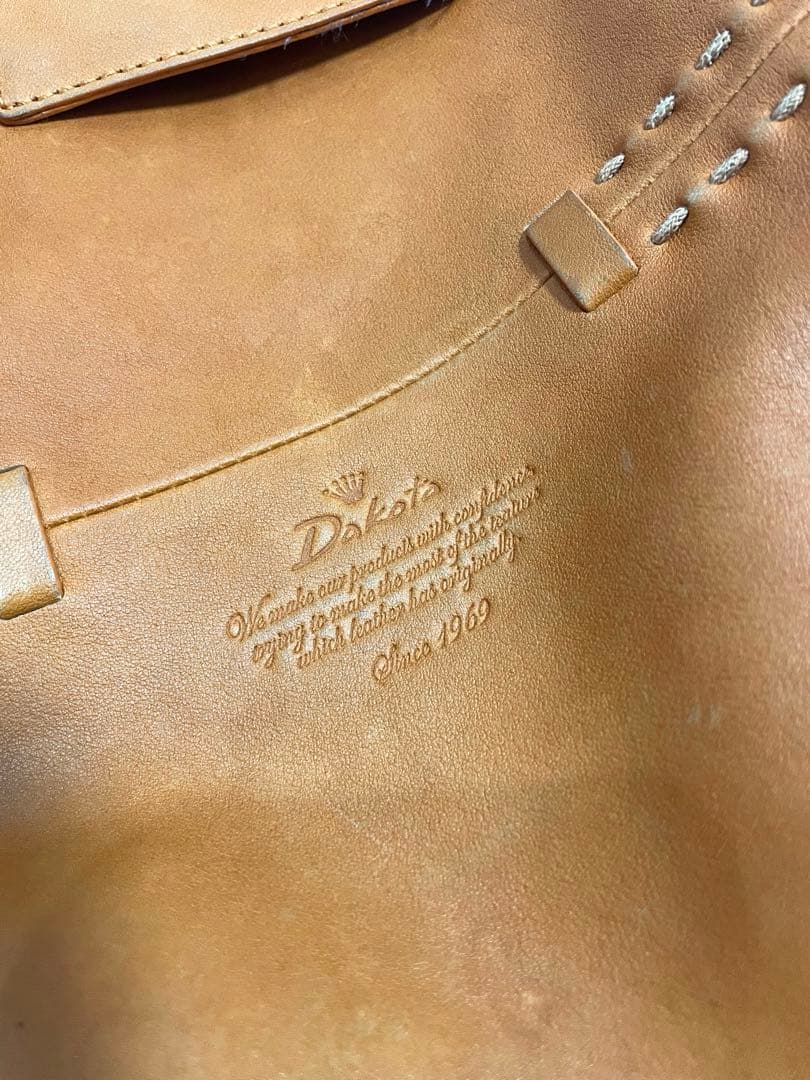 Dakota
We make our products with confidence,
trying to make the most of the texture
which leather has originally.
Since 1969